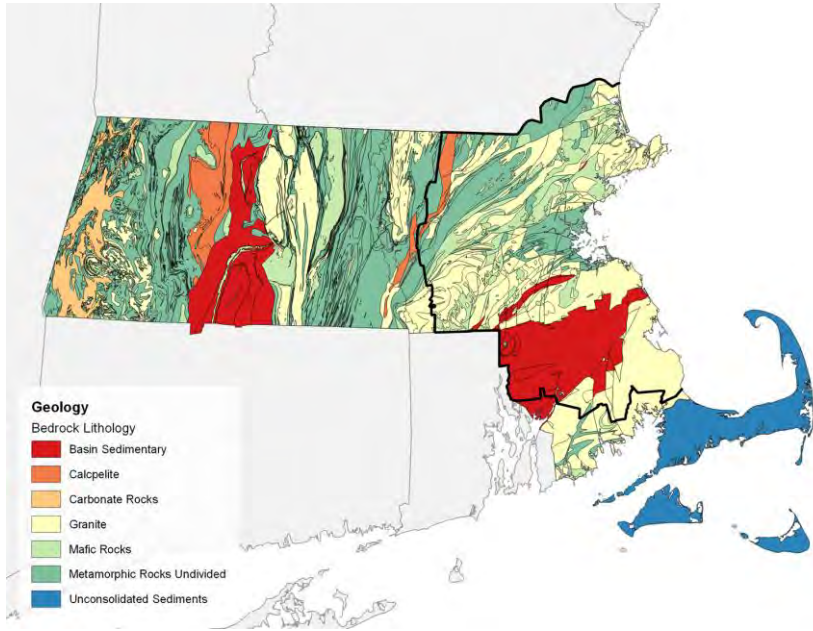 Geology
Bedrock Lithology
Basin Sedimentary
Calcpelite
Carbonate Rocks
Granite
Mafic Rocks
Metamorphic Rocks Undivided
Unconsolidated Sediments